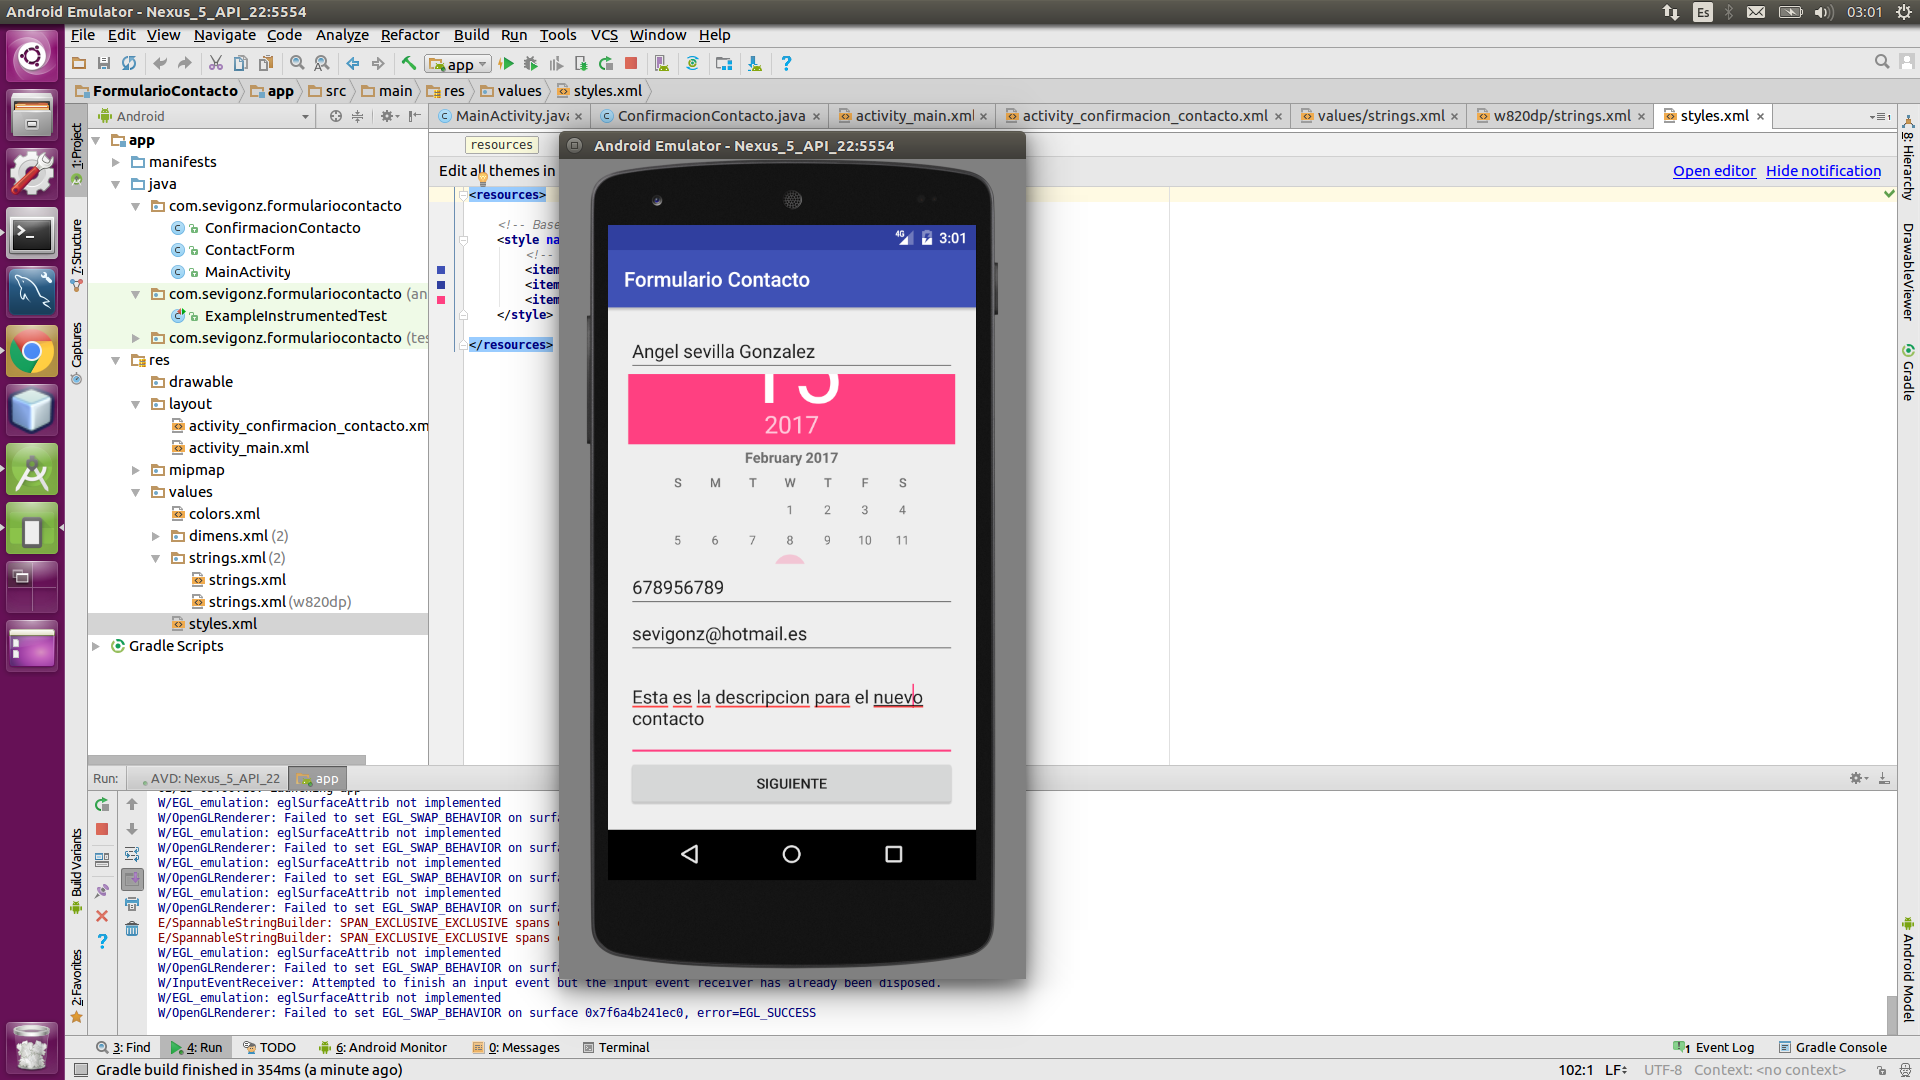 Android Emulator - Nexus_5_API_22:5554
Es
03:01
File Edit View Navigate Code Analyze Refactor Build Run Tools VCS Window Help
app
FormularioContacto app src main res values styles.xml
Android
MainActivity.java
ConfirmacionContacto.java
activity_main.xml
activity_confirmacion_contacto.xml
values/strings.xml
w820dp/strings.xml
styles.xml
1: Project
7: Structure
Captures
Build Variants
2: Favorites
app
manifests
java
com.sevigonz.formulariocontacto
ConfirmacionContacto
ContactForm
MainActivity
com.sevigonz.formulariocontacto (an
ExampleInstrumentedTest
com.sevigonz.formulariocontacto (tes
res
drawable
layout
activity_confirmacion_contacto.xm
activity_main.xml
mipmap
values
colors.xml
dimens.xml (2)
strings.xml (2)
strings.xml
strings.xml (w820dp)
styles.xml
Gradle Scripts
resources
Edit all themes in
Open editor Hide notification
<resources>
<!-- Base
<style na
<!--
<item
<item
<item
</style>
</resources>
Android Emulator - Nexus_5_API_22:5554
4G 3:01
Formulario Contacto
Angel sevilla Gonzalez
15
2017
February 2017
S M T W T F S
1 2 3 4
5 6 7 8 9 10 11
678956789
sevigonz@hotmail.es
Esta es la descripcion para el nuevo
contacto
SIGUIENTE
8: Hierarchy
DrawableViewer
Gradle
Android Model
Run: AVD: Nexus_5_API_22 app
W/EGL_emulation: eglSurfaceAttrib not implemented
W/OpenGLRenderer: Failed to set EGL_SWAP_BEHAVIOR on surfa
W/EGL_emulation: eglSurfaceAttrib not implemented
W/OpenGLRenderer: Failed to set EGL_SWAP_BEHAVIOR on surfa
W/EGL_emulation: eglSurfaceAttrib not implemented
W/OpenGLRenderer: Failed to set EGL_SWAP_BEHAVIOR on surfa
W/EGL_emulation: eglSurfaceAttrib not implemented
W/OpenGLRenderer: Failed to set EGL_SWAP_BEHAVIOR on surfa
E/SpannableStringBuilder: SPAN_EXCLUSIVE_EXCLUSIVE spans
E/SpannableStringBuilder: SPAN_EXCLUSIVE_EXCLUSIVE spans
W/EGL_emulation: eglSurfaceAttrib not implemented
W/OpenGLRenderer: Failed to set EGL_SWAP_BEHAVIOR on surfa
W/InputEventReceiver: Attempted to finish an input event but the input event receiver has already been disposed.
W/EGL_emulation: eglSurfaceAttrib not implemented
W/OpenGLRenderer: Failed to set EGL_SWAP_BEHAVIOR on surface 0x7f6a4b241ec0, error=EGL_SUCCESS
3: Find 4: Run TODO 6: Android Monitor 0: Messages Terminal
1 Event Log Gradle Console
Gradle build finished in 354ms (a minute ago)
102:1 LF UTF-8 Context: <no context>